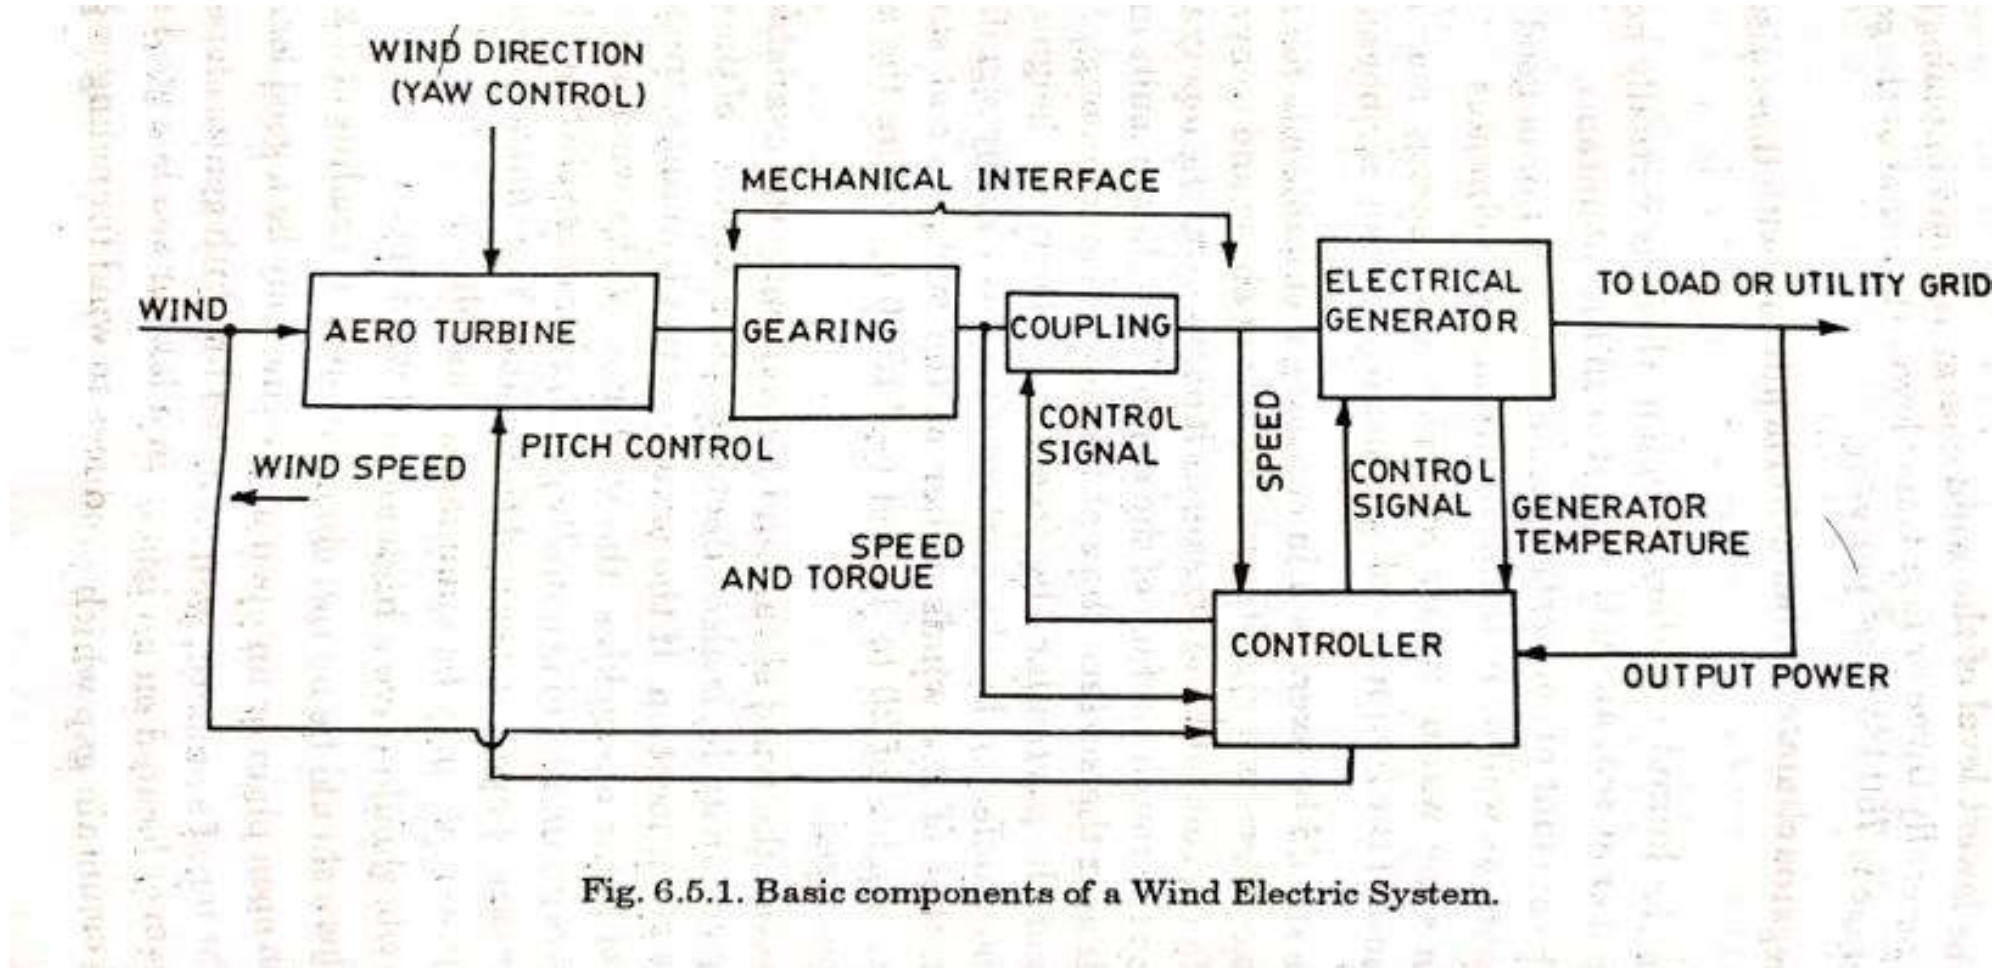 WIND DIRECTION
(YAW CONTROL)
MECHANICAL INTERFACE
WIND
AERO TURBINE
GEARING
COUPLING
ELECTRICAL
GENERATOR
TO LOAD OR UTILITY GRID
WIND SPEED
PITCH CONTROL
CONTROL
SIGNAL
SPEED
AND TORQUE
SPEED
CONTROL
SIGNAL
GENERATOR
TEMPERATURE
CONTROLLER
OUTPUT POWER
Fig. 6.5.1. Basic components of a Wind Electric System.